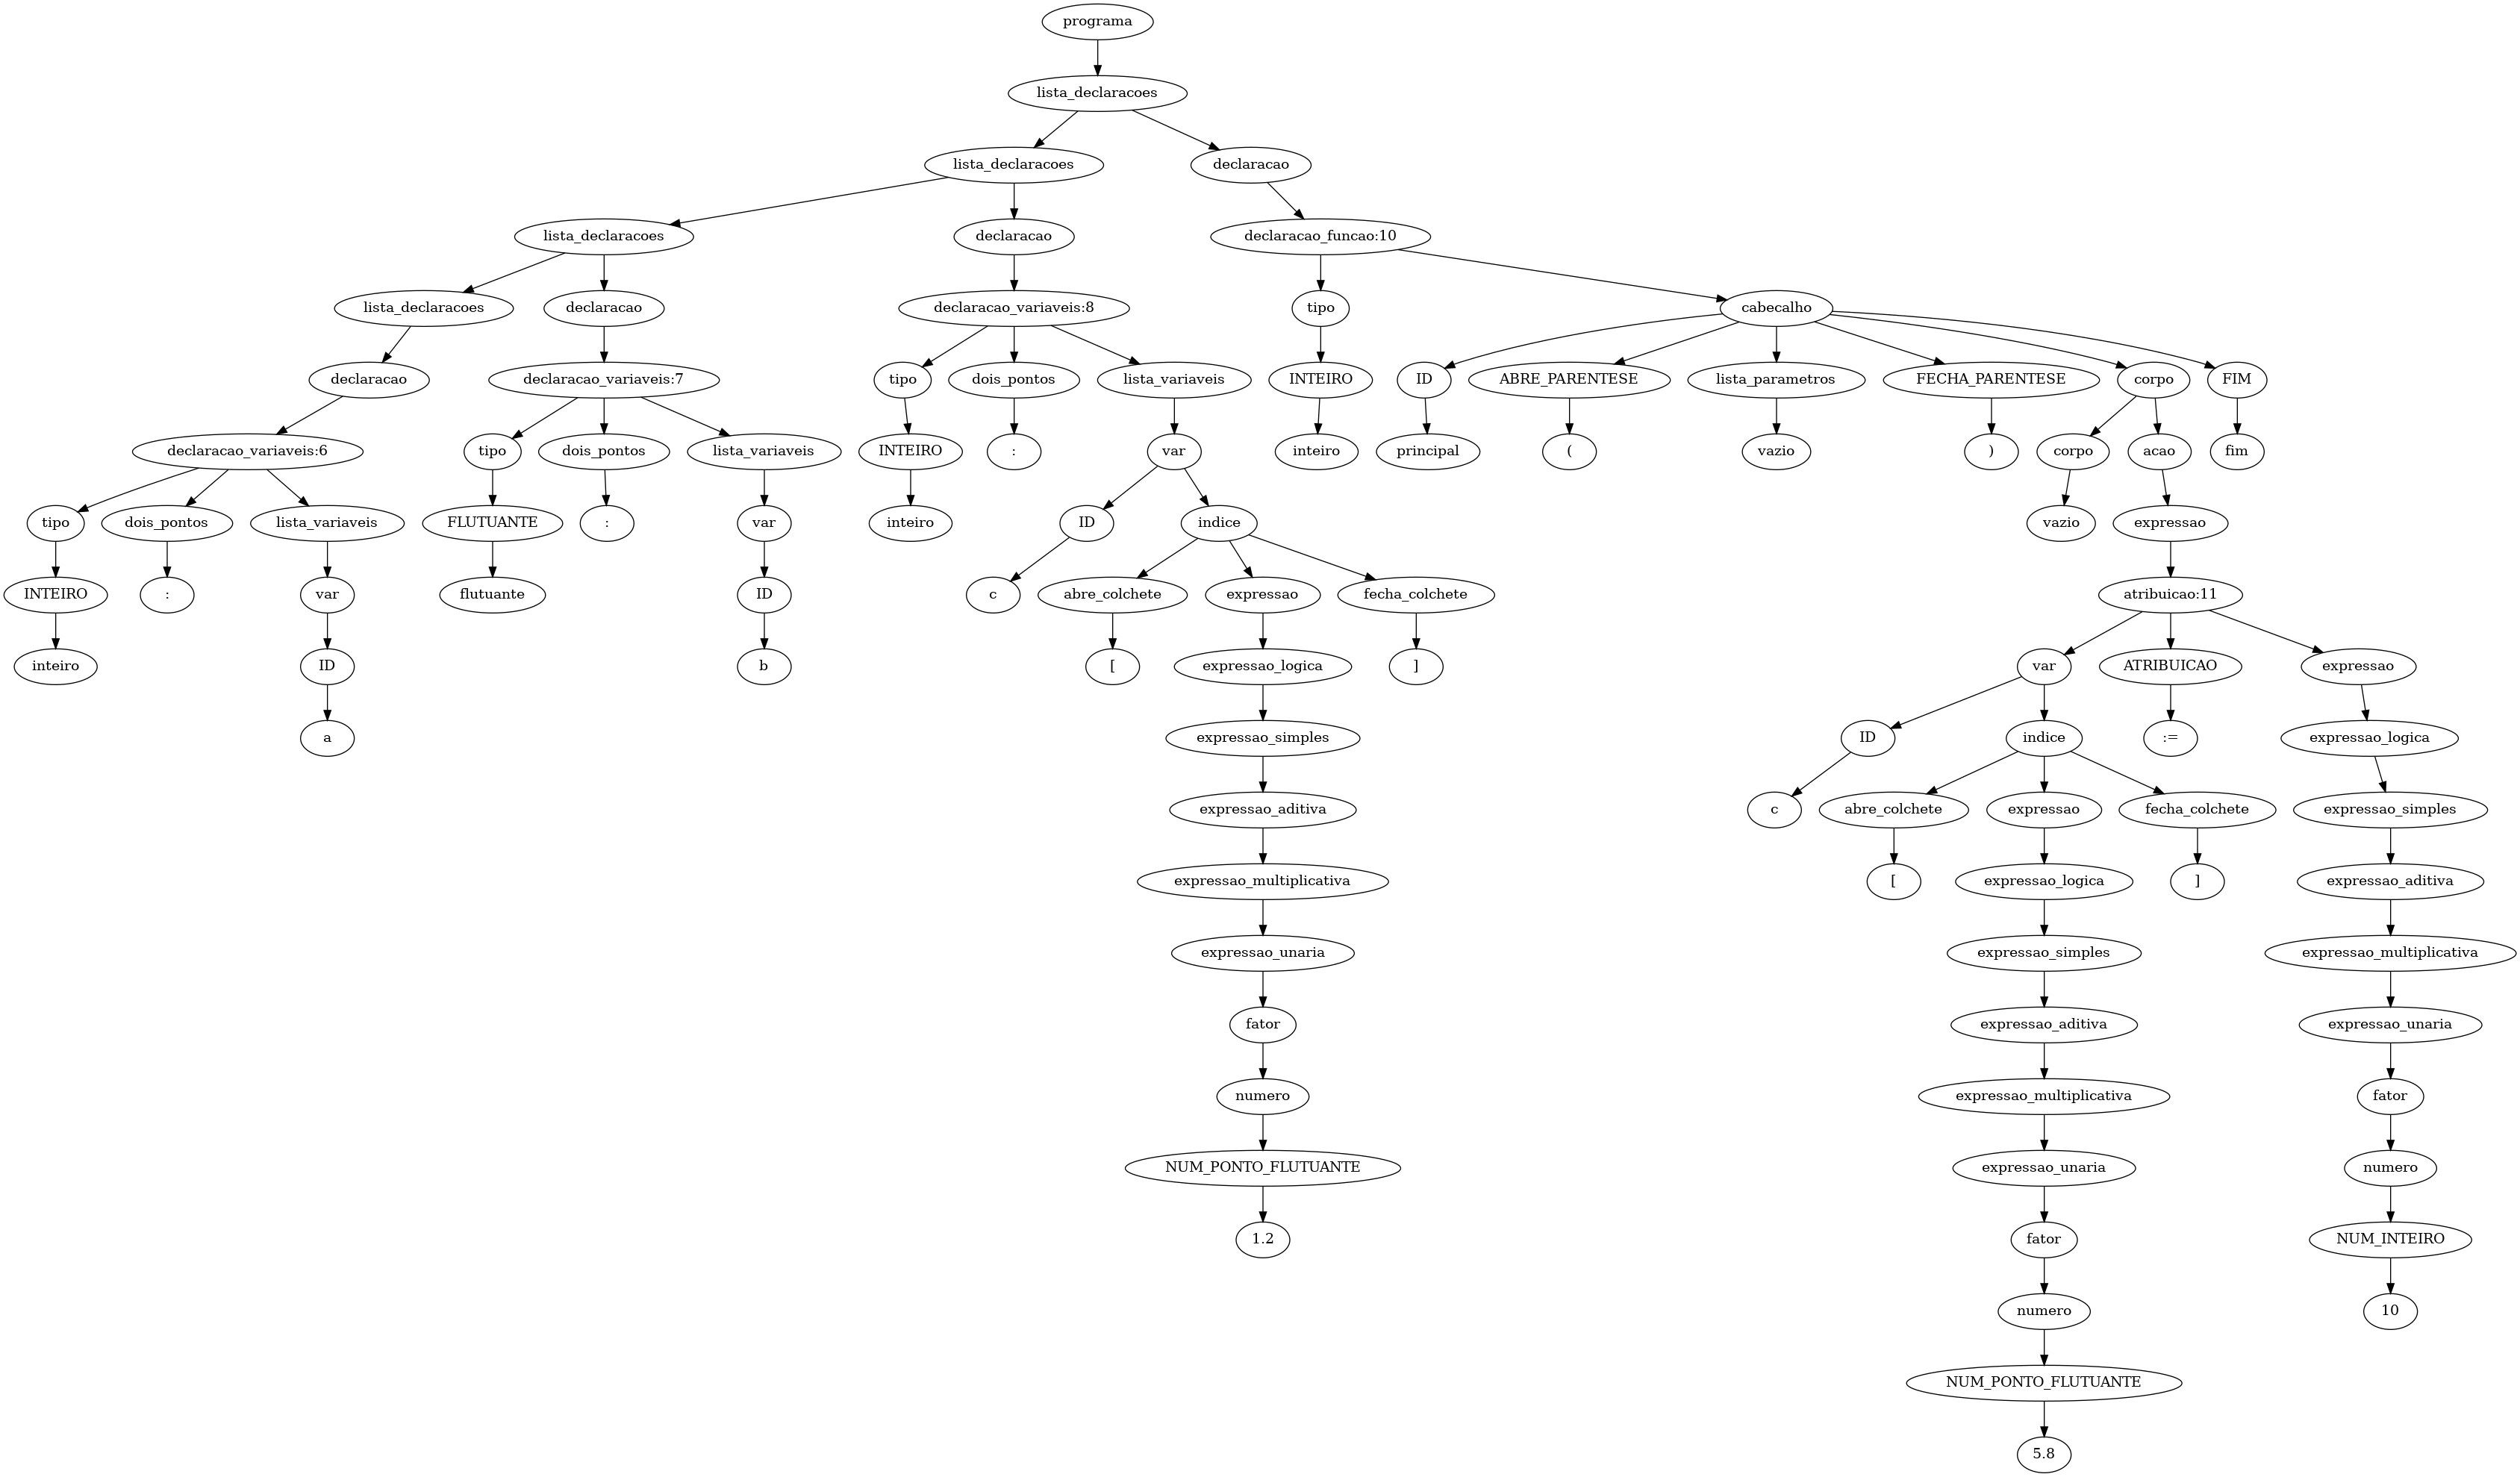 programa
lista_declaracoes
lista_declaracoes declaracao
lista_declaracoes declaracao declaracao_funcao:10
lista_declaracoes declaracao declaracao_variaveis:8 tipo cabecalho
declaracao declaracao_variaveis:7 tipo dois_pontos lista_variaveis INTEIRO ID ABRE_PARENTESE lista_parametros FECHA_PARENTESE corpo FIM
declaracao_variaveis:6 tipo dois_pontos lista_variaveis INTEIRO : var inteiro principal ( vazio ) corpo acao fim
tipo dois_pontos lista_variaveis FLUTUANTE : var inteiro ID indice vazio expressao
INTEIRO : var flutuante ID c abre_colchete expressao fecha_colchete atribuicao:11
inteiro ID b [ expressao_logica ] var ATRIBUICAO expressao
a expressao_simples ID indice := expressao_logica
expressao_aditiva c abre_colchete expressao fecha_colchete expressao_simples
expressao_multiplicativa [ expressao_logica ] expressao_aditiva
expressao_unaria expressao_simples expressao_multiplicativa
fator expressao_aditiva expressao_unaria
numero expressao_multiplicativa fator
NUM_PONTO_FLUTUANTE expressao_unaria numero
1.2 fator NUM_INTEIRO
numero 10
NUM_PONTO_FLUTUANTE
5.8